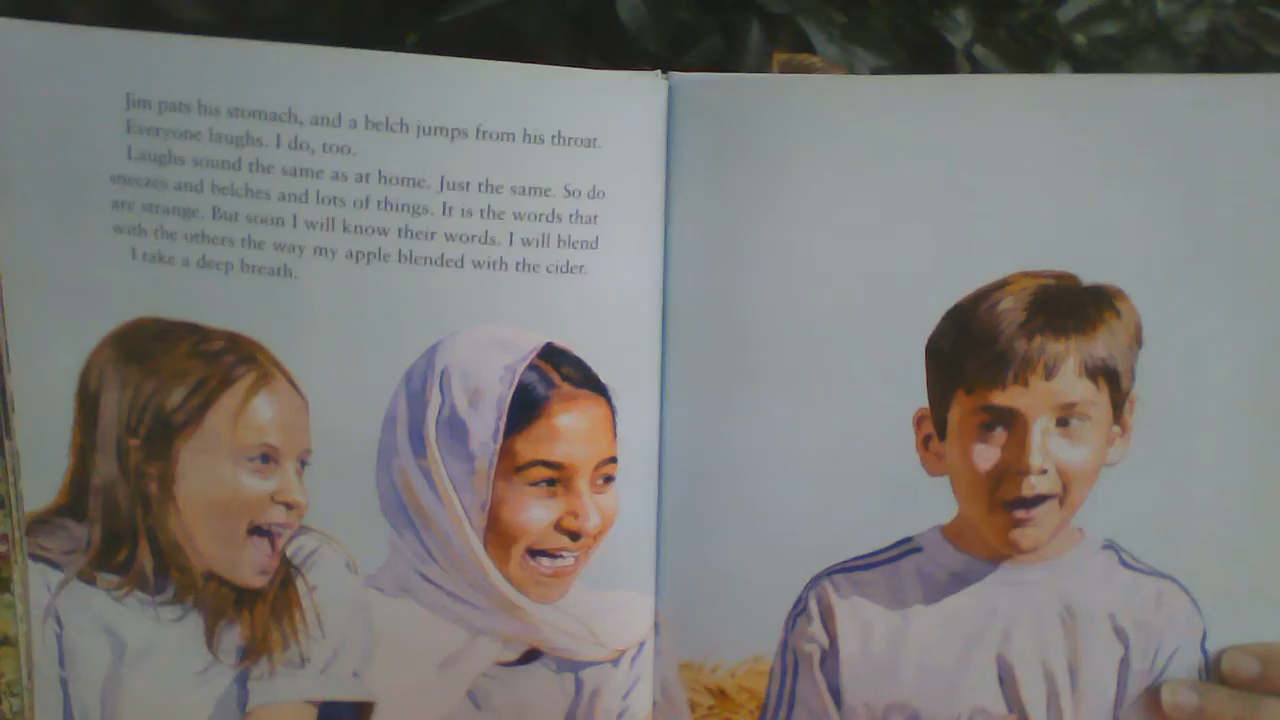 Jim pats his stomach, and a belch jumps from his throat.
Everyone laughs. I do, too.
Laughs sound the same as at home. Just the same. So do
sneezes and belches and lots of things. It is the words that
are strange. But soon I will know their words. I will blend
with the others the way my apple blended with the cider.
I take a deep breath.